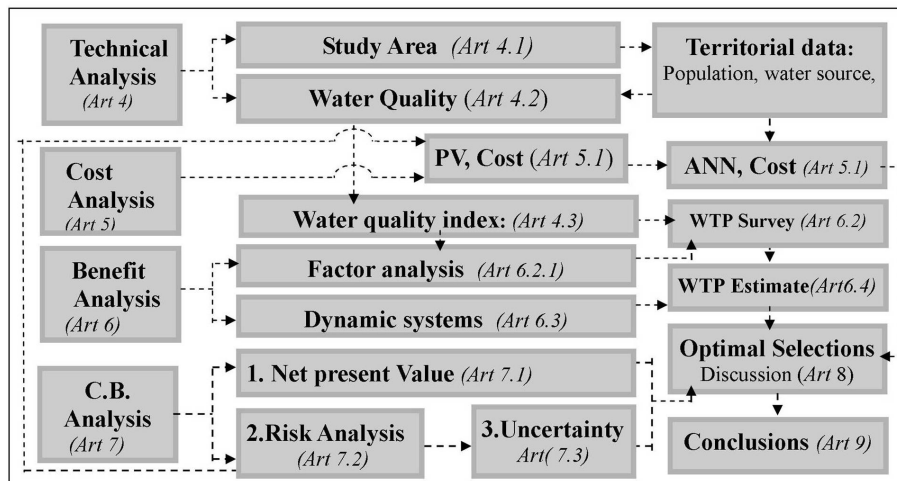 Technical
Analysis
(Art 4)
Study Area (Art 4.1)
Water Quality (Art 4.2)
Territorial data:
Population, water source,
Cost
Analysis
(Art 5)
PV, Cost (Art 5.1)
ANN, Cost (Art 5.1)
Water quality index: (Art 4.3)
WTP Survey (Art 6.2)
Benefit
Analysis
(Art 6)
Factor analysis (Art 6.2.1)
Dynamic systems (Art 6.3)
WTP Estimate(Art6.4)
C.B.
Analysis
(Art 7)
1. Net present Value (Art 7.1)
2.Risk Analysis
(Art 7.2)
3.Uncertainty
Art( 7.3)
Optimal Selections
Discussion (Art 8)
Conclusions (Art 9)